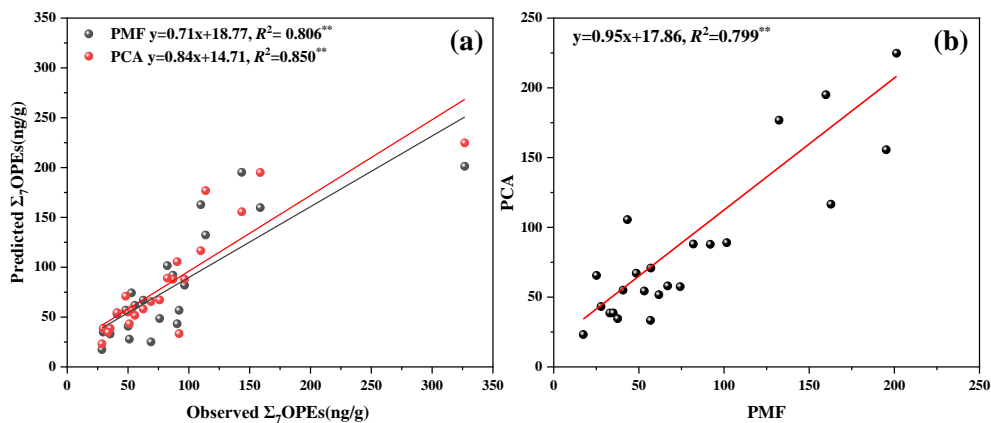 PMF y=0.71x+18.77, R²= 0.806**
PCA y=0.84x+14.71, R²=0.850**
(a)
350
300
250
200
150
100
50
0
Predicted Σ₇OPEs(ng/g)
0 50 100 150 200 250 300 350
Observed Σ₇OPEs(ng/g)
y=0.95x+17.86, R²=0.799**
(b)
250
200
150
100
50
0
PCA
0 50 100 150 200 250
PMF